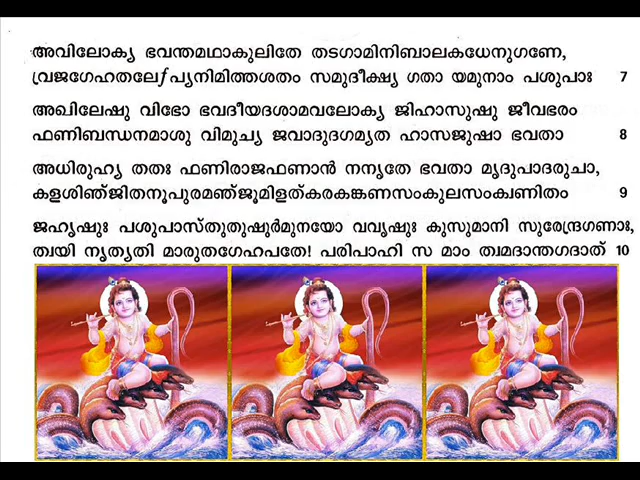 അവിലോക്യ ഭവന്തമഥാകുലിതേ തടഗാമിനിബാലകധേനുഗണേ,
വ്രജഗേഹതലേƒപ്യനിമിത്തശതം സമുദീക്ഷ്യ ഗതാ യമുനാം പശുപാഃ 7
അഖിലേഷു വിഭോ ഭവദീയദശാമവലോക്യ ജിഹാസുഷു ജീവഭരം
ഫണിബന്ധനമാശു വിമുച്യ ജവാദുദഗമ്യത ഹാസജുഷാ ഭവതാ 8
അധിരുഹ്യ തതഃ ഫണിരാജഫണാൻ നനൃതേ ഭവതാ മൃദുപാദരുചാ,
കളശിഞ്ജിതനൂപുരമഞ്ജൂമിളത്കരകങ്കണസംകുലസംക്വണിതം 9
ജഹൃഷുഃ പശുപാസ്തുതുഷുർമുനയോ വവൃഷുഃ കുസുമാനി സുരേന്ദ്രഗണാഃ,
ത്വയി നൃത്യതി മാരുതഗേഹപതേ! പരിപാഹി സ മാം ത്വമദാന്തഗദാത് 10